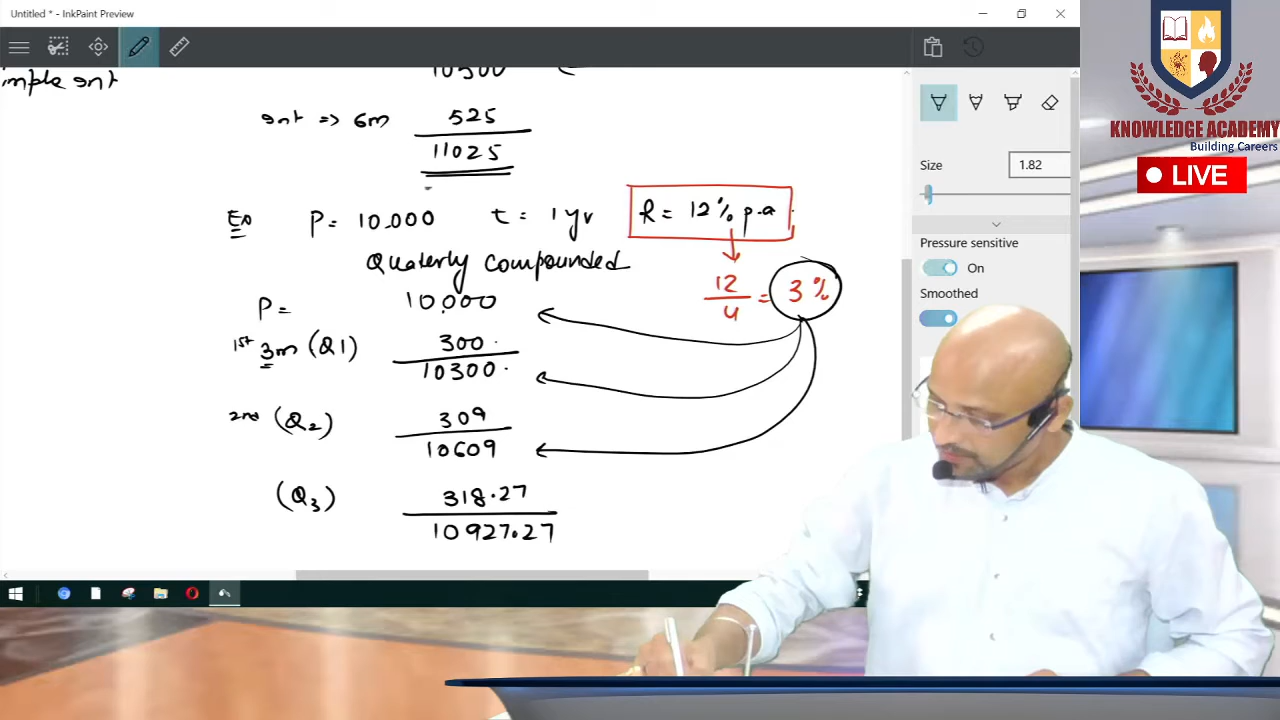 Untitled * - InkPaint Preview
KNOWLEDGE ACADEMY
Building Careers
LIVE
Size
1.82
Pressure sensitive
On
Smoothed
10500
imple int
int => 6m 525
11025
Ex P = 10,000 t = 1 yr R = 12% p.a
Quaterly compounded
12/4 = 3%
P = 10,000
1st 3m (Q1) 300
10300
2nd (Q2) 309
10609
(Q3) 318.27
10927.27